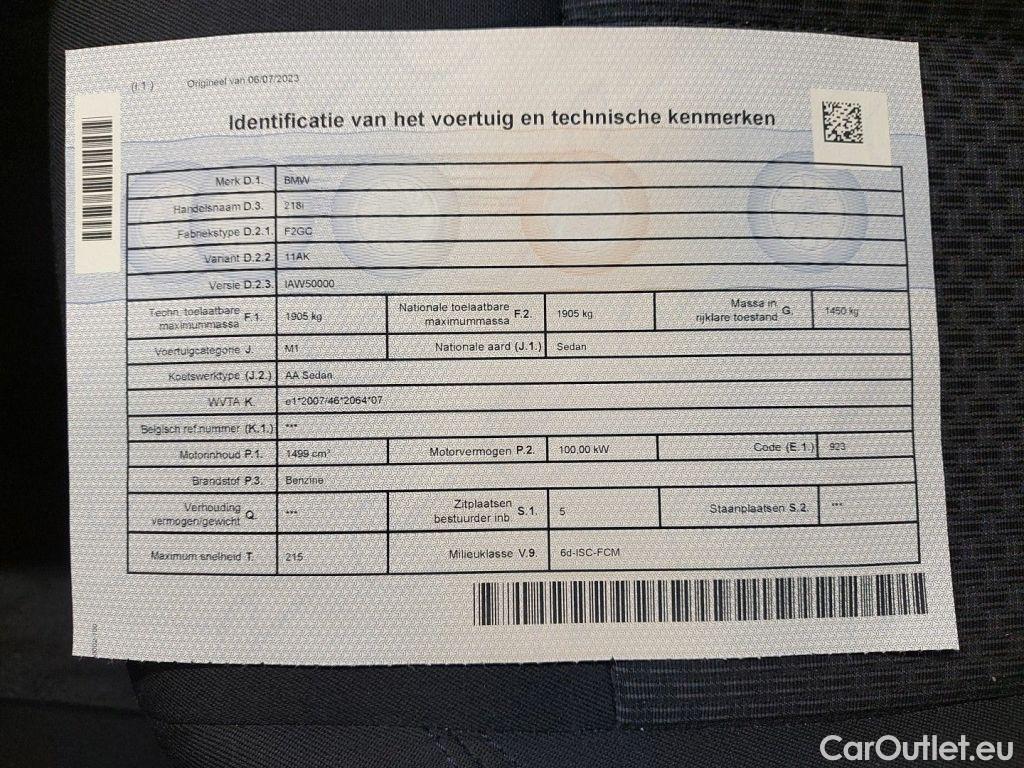 (I.1.) Origineel van 06/07/2023
Identificatie van het voertuig en technische kenmerken
Merk D.1. BMW
Handelsnaam D.3. 218i
Fabriekstype D.2.1. F2GC
Variant D.2.2. 11AK
Versie D.2.3. IAW50000
Techn. toelaatbare maximummassa F.1. 1905 kg Nationale toelaatbare maximummassa F.2. 1905 kg Massa in rijklare toestand G. 1450 kg
Voertuigcategorie J. M1 Nationale aard (J.1.) Sedan
Koetswerktype (J.2.) AA Sedan
WVTA K. e1*2007/46*2064*07
Belgisch ref.nummer (K.1.) ***
Motorinhoud P.1. 1499 cm³ Motorvermogen P.2. 100,00 kW Code (E.1.) 923
Brandstof P.3. Benzine
Verhouding vermogen/gewicht Q. *** Zitplaatsen bestuurder inb. S.1. 5 Staanplaatsen S.2. ***
Maximum snelheid T. 215 Milieuklasse V.9. 6d-ISC-FCM
CarOutlet.eu